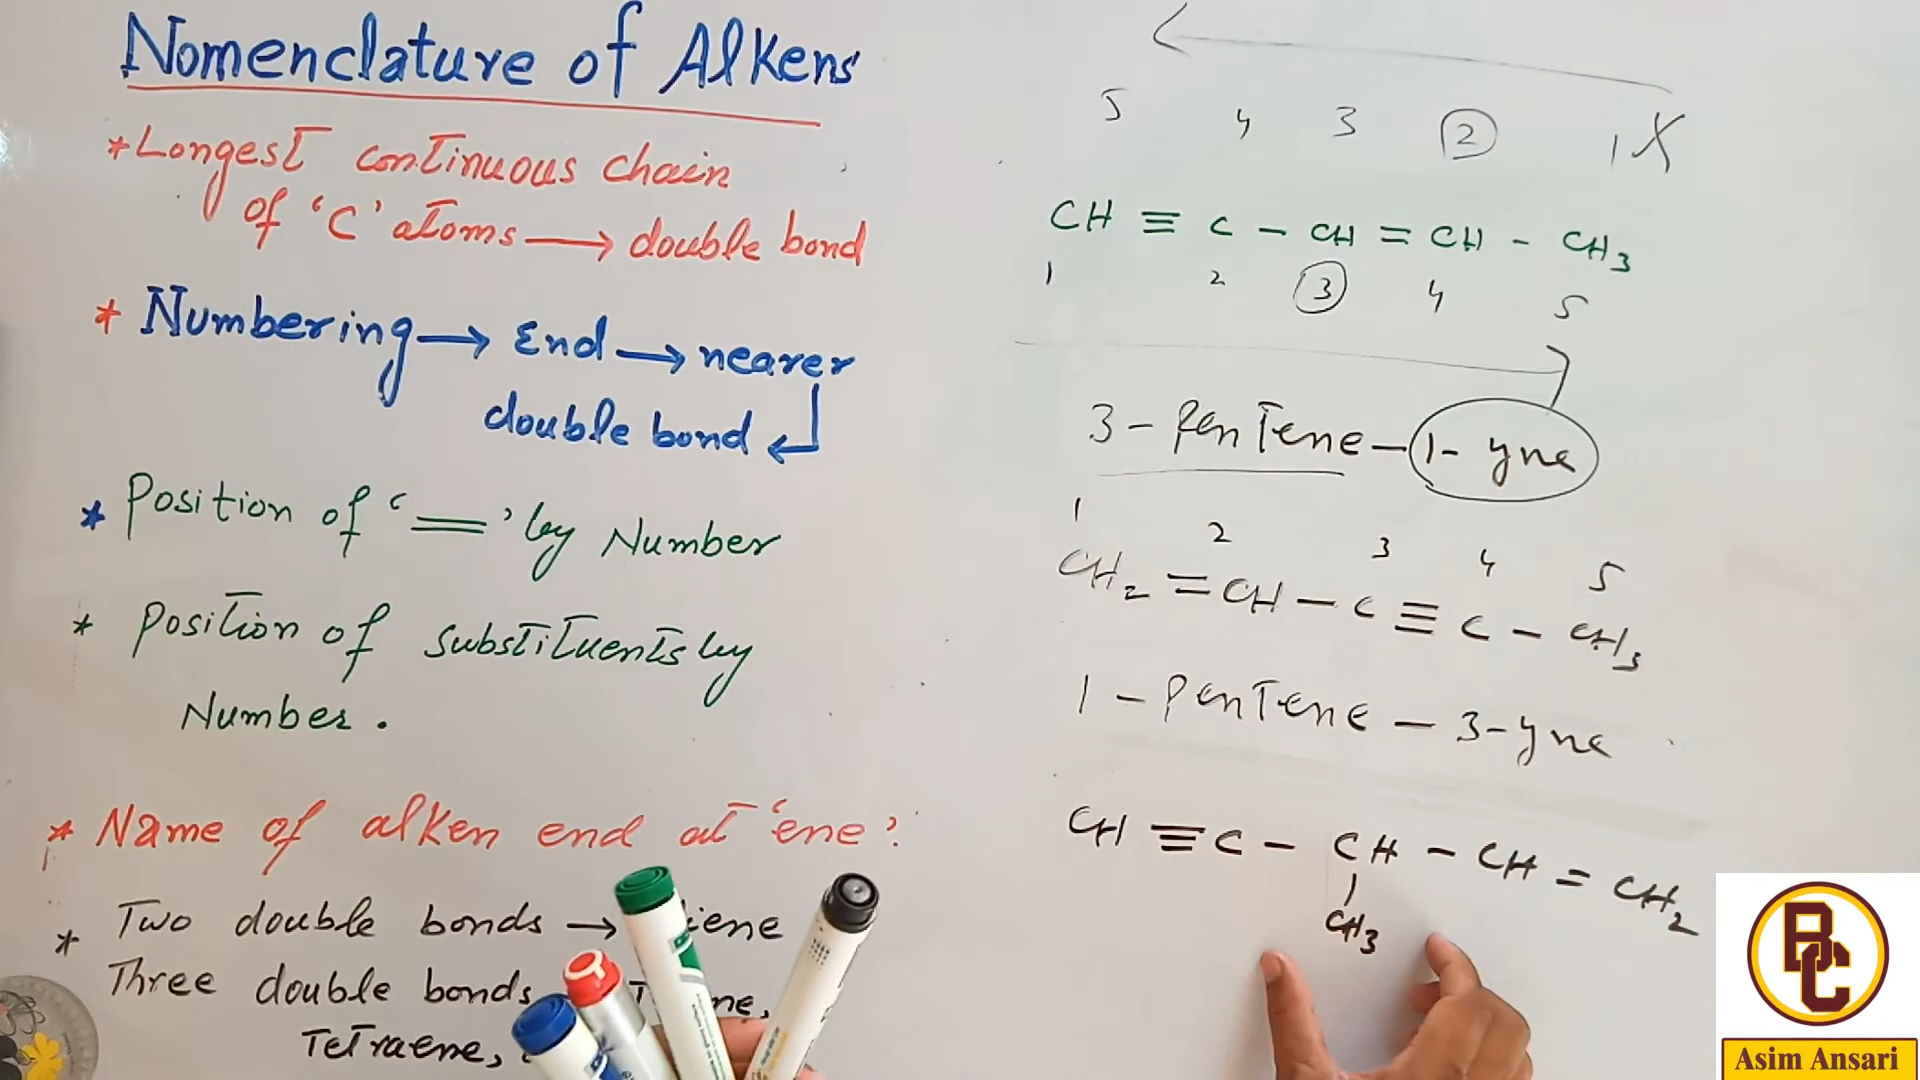 Nomenclature of Alkens
* Longest continuous chain
of 'C' atoms → double bond
* Numbering → End → nearer
double bond ↵
* Position of '=' by Number
* Position of substituents by
Number.
* Name of alken end at 'ene'.
* Two double bonds → iene
Three double bonds
Tetraene,
5 4 3 2 1 X
CH ≡ C - CH = CH - CH3
1 2 3 4 5
3 - Pentene - 1 - yne
1 2 3 4 5
CH2 = CH - C ≡ C - CH3
1 - Pentene - 3 - yne
CH ≡ C - CH - CH = CH2
CH3
BC
Asim Ansari